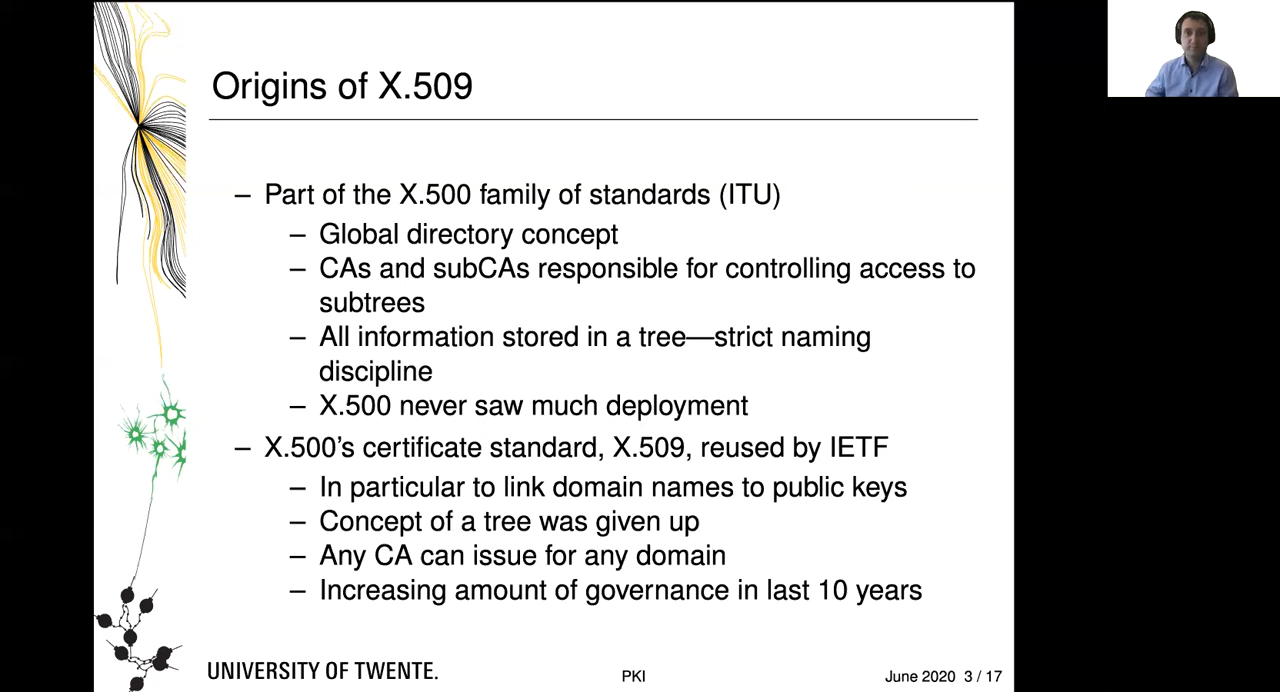 Origins of X.509
– Part of the X.500 family of standards (ITU)
– Global directory concept
– CAs and subCAs responsible for controlling access to
subtrees
– All information stored in a tree—strict naming
discipline
– X.500 never saw much deployment
– X.500’s certificate standard, X.509, reused by IETF
– In particular to link domain names to public keys
– Concept of a tree was given up
– Any CA can issue for any domain
– Increasing amount of governance in last 10 years
UNIVERSITY OF TWENTE.
PKI
June 2020 3 / 17